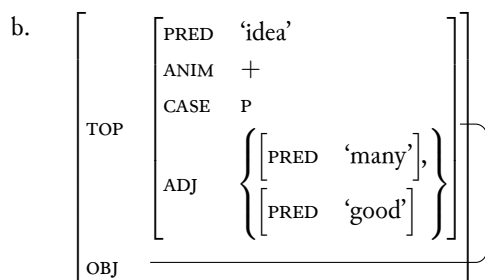 b.
PRED ‘idea’
ANIM +
CASE P
TOP
ADJ { [PRED ‘many’],
[PRED ‘good’] }
OBJ